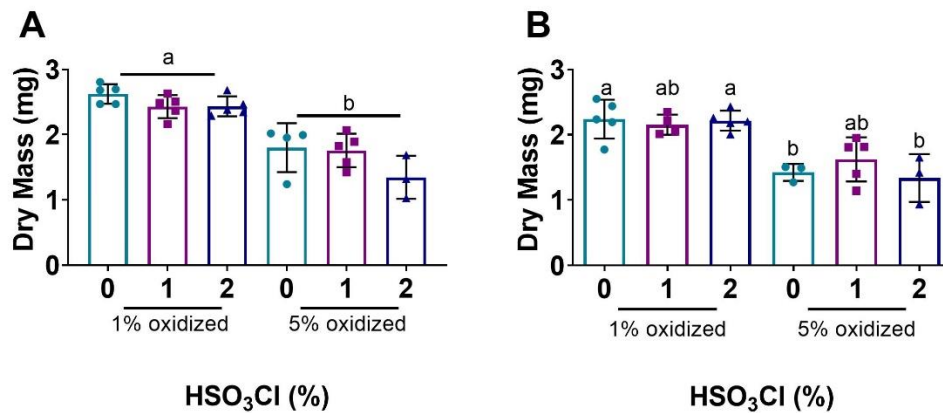 A
Dry Mass (mg)
3
2
1
0
a
b
0 1 2 0 1 2
1% oxidized 5% oxidized
HSO₃Cl (%)
B
Dry Mass (mg)
3
2
1
0
a ab a b ab b
0 1 2 0 1 2
1% oxidized 5% oxidized
HSO₃Cl (%)